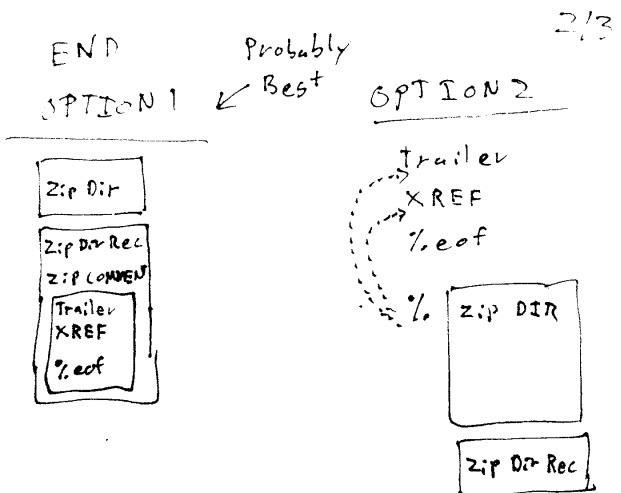 2/3
END
OPTION 1
Probably
Best
Zip Dir
Zip Dir Rec
Zip COMMEN
Trailer
XREF
%eof
OPTION 2
trailer
XREF
%eof
%
Zip DIR
Zip Dir Rec